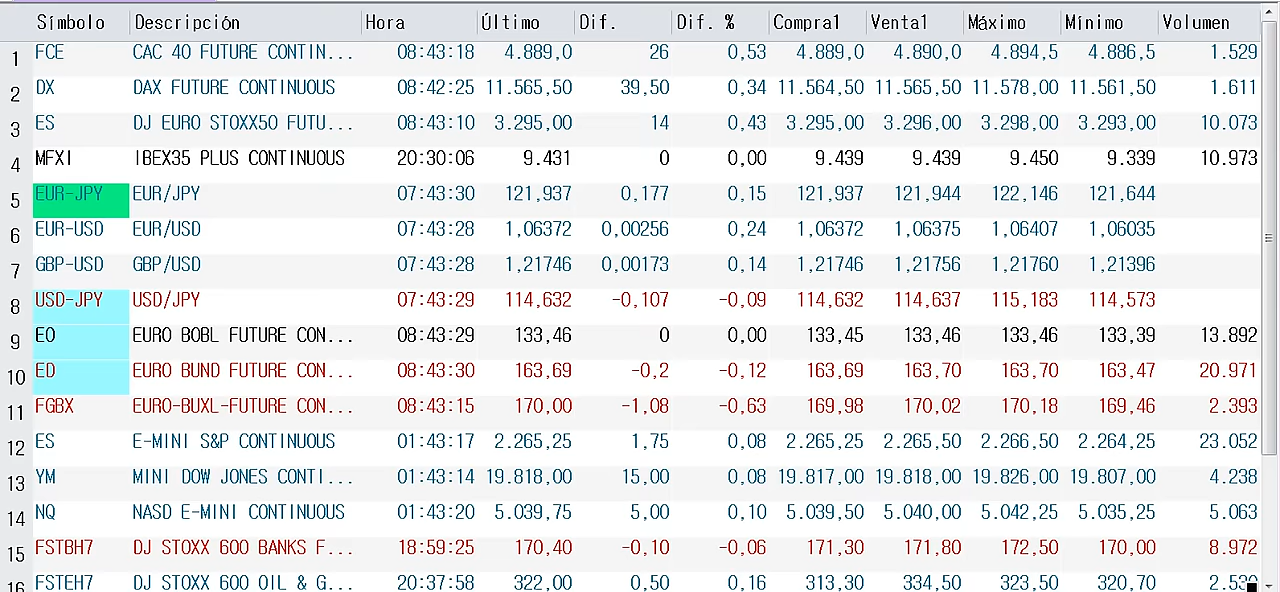 Símbolo Descripción Hora Último Dif. Dif. % Compra1 Venta1 Máximo Mínimo Volumen
1 FCE CAC 40 FUTURE CONTIN... 08:43:18 4.889,0 26 0,53 4.889,0 4.890,0 4.894,5 4.886,5 1.529
2 DX DAX FUTURE CONTINUOUS 08:42:25 11.565,50 39,50 0,34 11.564,50 11.565,50 11.578,00 11.561,50 1.611
3 ES DJ EURO STOXX50 FUTU... 08:43:10 3.295,00 14 0,43 3.295,00 3.296,00 3.298,00 3.293,00 10.073
4 MFXI IBEX35 PLUS CONTINUOUS 20:30:06 9.431 0 0,00 9.439 9.439 9.450 9.339 10.973
5 EUR-JPY EUR/JPY 07:43:30 121,937 0,177 0,15 121,937 121,944 122,146 121,644
6 EUR-USD EUR/USD 07:43:28 1,06372 0,00256 0,24 1,06372 1,06375 1,06407 1,06035
7 GBP-USD GBP/USD 07:43:28 1,21746 0,00173 0,14 1,21746 1,21756 1,21760 1,21396
8 USD-JPY USD/JPY 07:43:29 114,632 -0,107 -0,09 114,632 114,637 115,183 114,573
9 EO EURO BOBL FUTURE CON... 08:43:29 133,46 0 0,00 133,45 133,46 133,46 133,39 13.892
10 ED EURO BUND FUTURE CON... 08:43:30 163,69 -0,2 -0,12 163,69 163,70 163,70 163,47 20.971
11 FGBX EURO-BUXL-FUTURE CON... 08:43:15 170,00 -1,08 -0,63 169,98 170,02 170,18 169,46 2.393
12 ES E-MINI S&P CONTINUOUS 01:43:17 2.265,25 1,75 0,08 2.265,25 2.265,50 2.266,50 2.264,25 23.052
13 YM MINI DOW JONES CONTI... 01:43:14 19.818,00 15,00 0,08 19.817,00 19.818,00 19.826,00 19.807,00 4.238
14 NQ NASD E-MINI CONTINUOUS 01:43:20 5.039,75 5,00 0,10 5.039,50 5.040,00 5.042,25 5.035,25 5.063
15 FSTBH7 DJ STOXX 600 BANKS F... 18:59:25 170,40 -0,10 -0,06 171,30 171,80 172,50 170,00 8.972
16 FSTEH7 DJ STOXX 600 OIL & G... 20:37:58 322,00 0,50 0,16 313,30 334,50 323,50 320,70